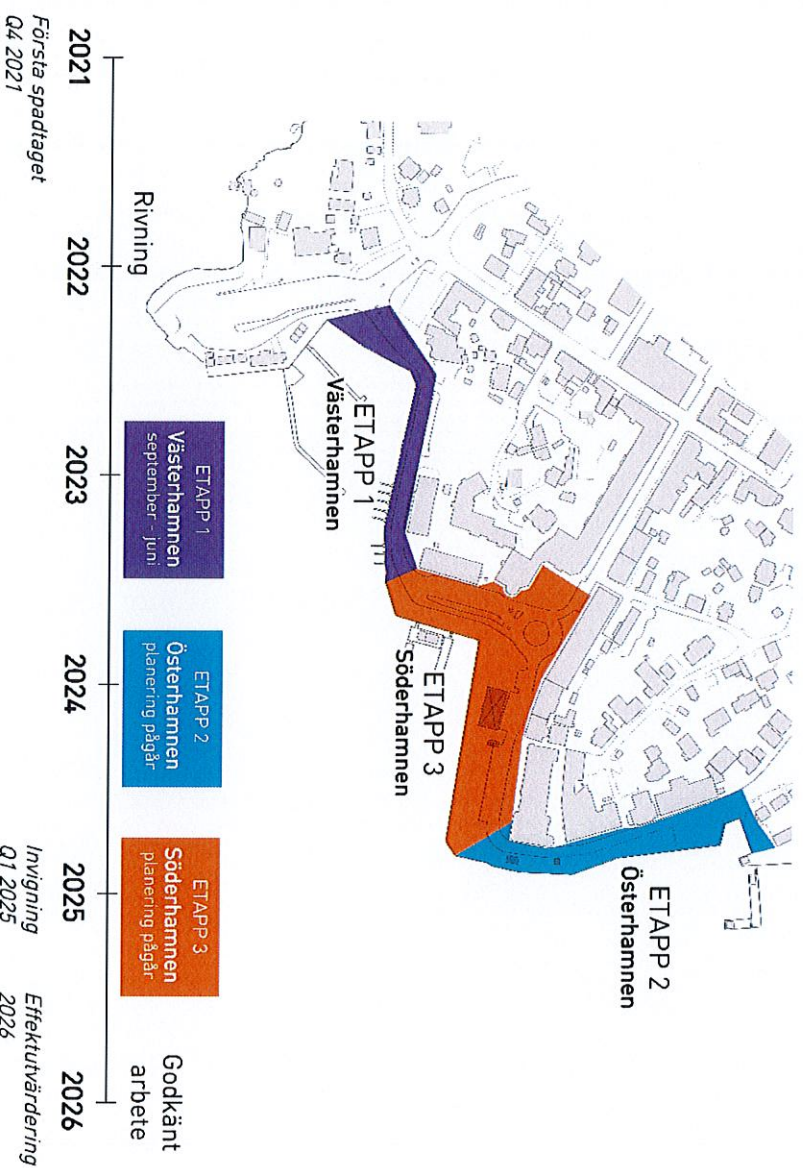 ETAPP 1
Västerhamnen
ETAPP 3
Söderhamnen
ETAPP 2
Österhamnen
Rivning
ETAPP 1
Västerhamnen
september - juni
ETAPP 2
Österhamnen
planering pågår
ETAPP 3
Söderhamnen
planering pågår
Godkänt
arbete
2021
2022
2023
2024
2025
2026
Första spadtaget
Q4 2021
Invigning
Q1 2025
Effektutvärdering
2026